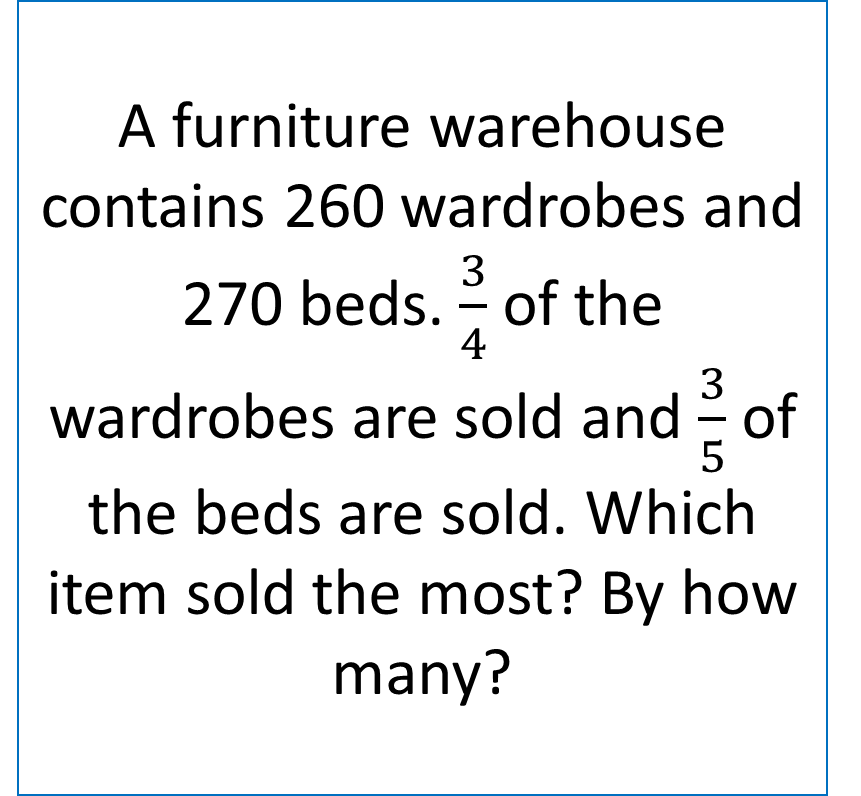 A furniture warehouse
contains 260 wardrobes and
270 beds. 3/4 of the
wardrobes are sold and 3/5 of
the beds are sold. Which
item sold the most? By how
many?